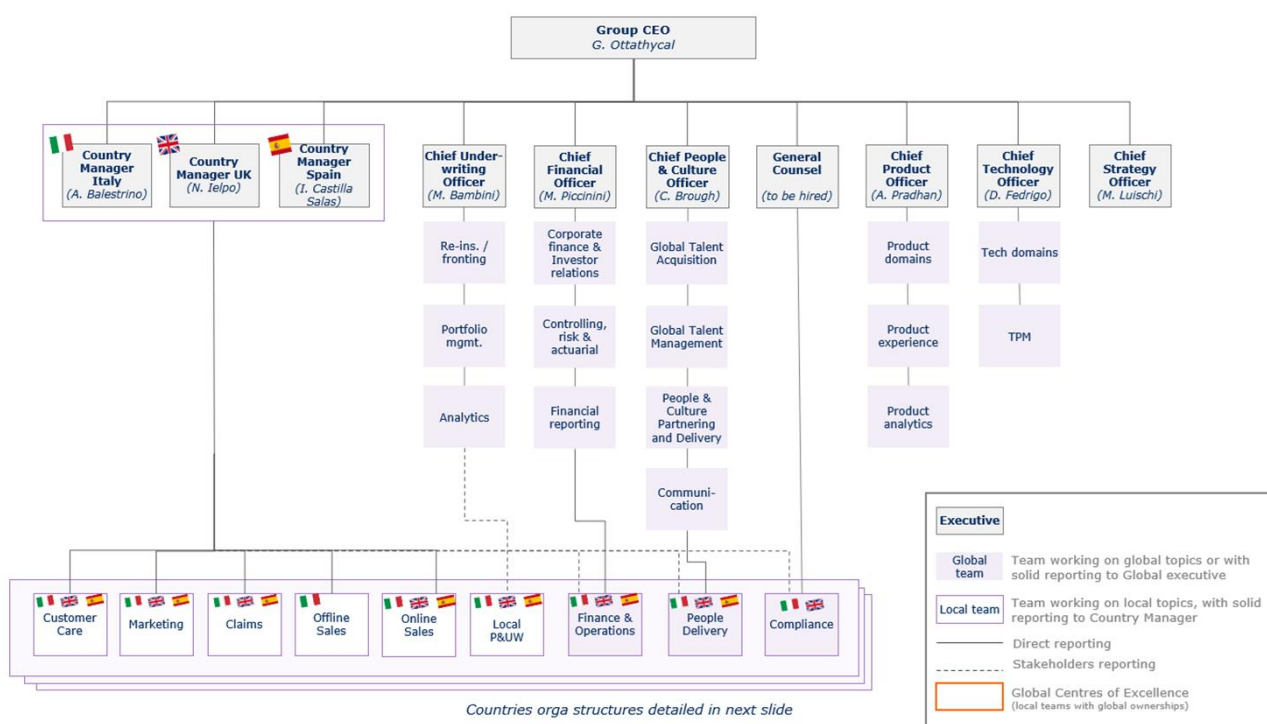 Group CEO
G. Ottathycal
Country
Manager
Italy
(A. Balestrino)
Country
Manager UK
(N. Ielpo)
Country
Manager
Spain
(I. Castilla
Salas)
Chief Under-
writing Officer
(M. Bambini)
Chief
Financial
Officer
(M. Piccinini)
Chief People
& Culture
Officer
(C. Brough)
General
Counsel
(to be hired)
Chief
Product
Officer
(A. Pradhan)
Chief
Technology
Officer
(D. Fedrigo)
Chief
Strategy
Officer
(M. Luischi)
Re-ins. /
fronting
Portfolio
mgmt.
Analytics
Corporate
finance &
Investor
relations
Controlling,
risk &
actuarial
Financial
reporting
Global Talent
Acquisition
Global Talent
Management
People &
Culture
Partnering
and Delivery
Communi-
cation
Product
domains
Product
experience
Product
analytics
Tech domains
TPM
Customer
Care
Marketing
Claims
Offline
Sales
Online
Sales
Local
P&UW
Finance &
Operations
People
Delivery
Compliance
Countries orga structures detailed in next slide
Executive
Global
team
Team working on global topics or with
solid reporting to Global executive
Local team
Team working on local topics, with solid
reporting to Country Manager
Direct reporting
Stakeholders reporting
Global Centres of Excellence
(local teams with global ownerships)